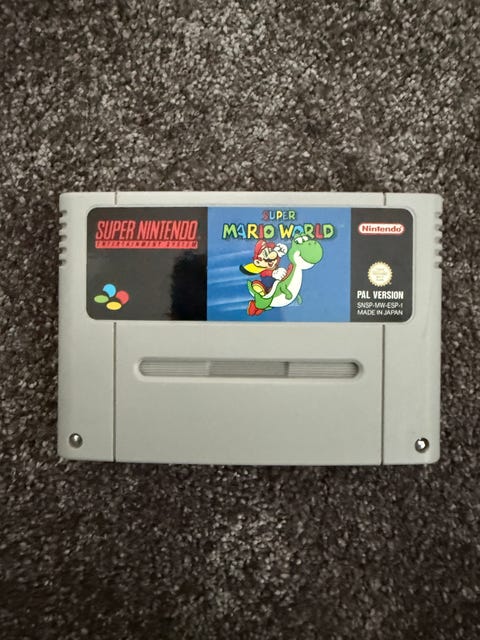 SUPER NINTENDO
ENTERTAINMENT SYSTEM
SUPER
MARIO WORLD
Nintendo
PAL VERSION
SNSP-MW-ESP-1
MADE IN JAPAN